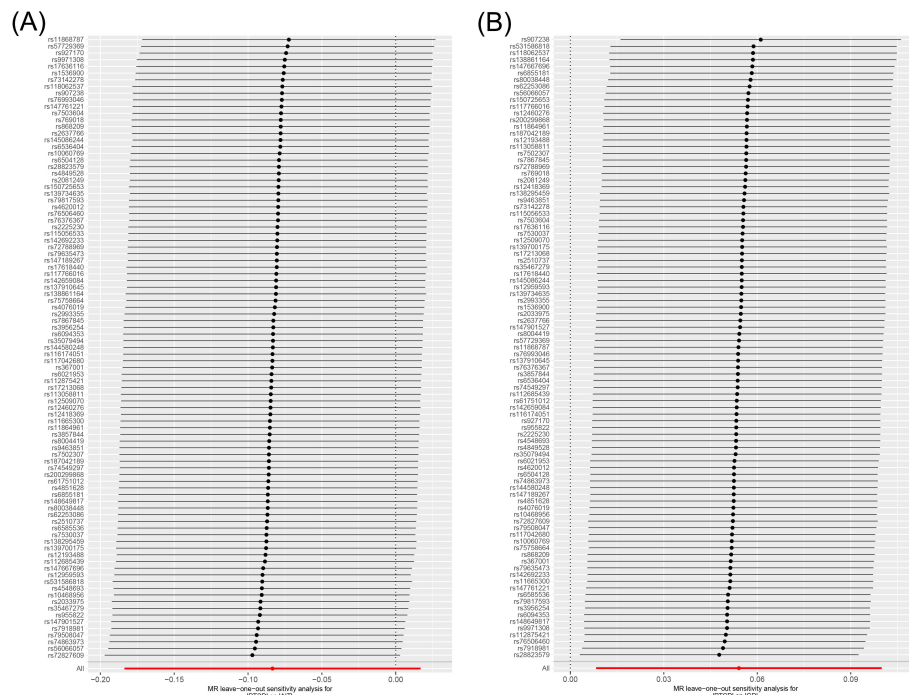 (A)
rs11868787
rs57729369
rs927170
rs9971308
rs17636116
rs1536900
rs73142278
rs118062537
rs907238
rs76993046
rs147761221
rs7503604
rs769018
rs868209
rs2637766
rs145086244
rs6536404
rs10060769
rs6504128
rs28823579
rs4849528
rs2081249
rs150725653
rs139734635
rs79817593
rs4620012
rs76506460
rs76376367
rs2225230
rs115056533
rs142692233
rs72788969
rs79635473
rs147189267
rs17618440
rs117766016
rs142659084
rs137910645
rs138861164
rs75758664
rs4076019
rs2993355
rs7867845
rs3956254
rs6094353
rs35079494
rs144580248
rs116174051
rs117042680
rs367001
rs6021953
rs112875421
rs17213068
rs113058811
rs12509070
rs12460276
rs12418369
rs11665300
rs11864961
rs3857844
rs8004419
rs9463851
rs7502307
rs187042189
rs74549297
rs200299868
rs61751012
rs4851628
rs6855181
rs148649817
rs80038448
rs62253086
rs2510737
rs6585536
rs7530037
rs138295459
rs139700175
rs12193488
rs112685439
rs147667696
rs12959593
rs531586818
rs4548693
rs10468956
rs2033975
rs35467279
rs955822
rs147901527
rs7918981
rs79508047
rs74863973
rs56066057
rs72827609
All
−0.20
−0.15
−0.10
−0.05
0.00
MR leave−one−out sensitivity analysis for
(B)
rs907238
rs531586818
rs118062537
rs138861164
rs147667696
rs6855181
rs80038448
rs62253086
rs56066057
rs150725653
rs117766016
rs12460276
rs200299868
rs11864961
rs187042189
rs12193488
rs113058811
rs7502307
rs7867845
rs72788969
rs769018
rs2081249
rs12418369
rs138295459
rs9463851
rs73142278
rs115056533
rs7503604
rs17636116
rs7530037
rs12509070
rs139700175
rs17213068
rs2510737
rs35467279
rs17618440
rs145086244
rs12959593
rs139734635
rs2993355
rs1536900
rs2033975
rs2637766
rs147901527
rs8004419
rs57729369
rs11868787
rs76993046
rs137910645
rs76376367
rs3857844
rs6536404
rs74549297
rs112685439
rs61751012
rs142659084
rs116174051
rs927170
rs955822
rs2225230
rs4548693
rs4849528
rs35079494
rs6021953
rs4620012
rs6504128
rs74863973
rs144580248
rs147189267
rs4851628
rs4076019
rs10468956
rs72827609
rs79508047
rs117042680
rs10060769
rs75758664
rs868209
rs367001
rs79635473
rs142692233
rs11665300
rs147761221
rs6585536
rs79817593
rs3956254
rs6094353
rs148649817
rs9971308
rs112875421
rs76506460
rs7918981
rs28823579
All
0.00
0.03
0.06
0.09
MR leave−one−out sensitivity analysis for